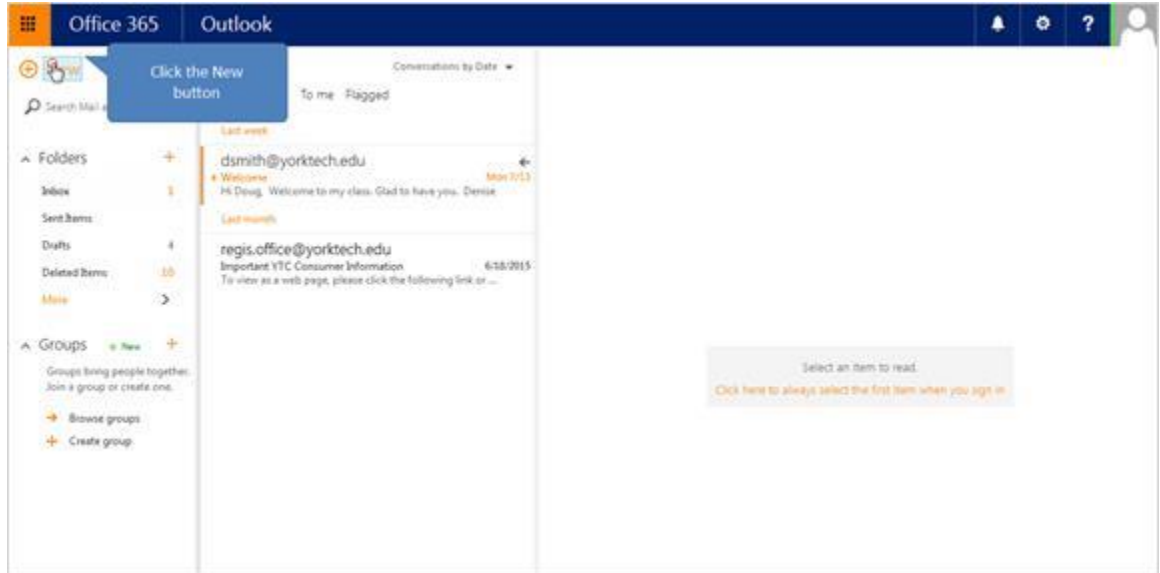 Office 365 Outlook ?
Click the New
button
Conversations by Date
Search Mail
To me Flagged
Last week
Folders
dsmith@yorktech.edu
Welcome Mon 7/13
Hi Doug, Welcome to my class. Glad to have you. Denise
Inbox 1
Sent Items
Last month
Drafts 4
regis.office@yorktech.edu
Important YTC Consumer Information 6/18/2015
To view as a web page, please click the following link or ...
Deleted Items 10
More
Groups New
Groups bring people together.
Join a group or create one.
Browse groups
Create group
Select an item to read.
Click here to always select the first item when you sign in